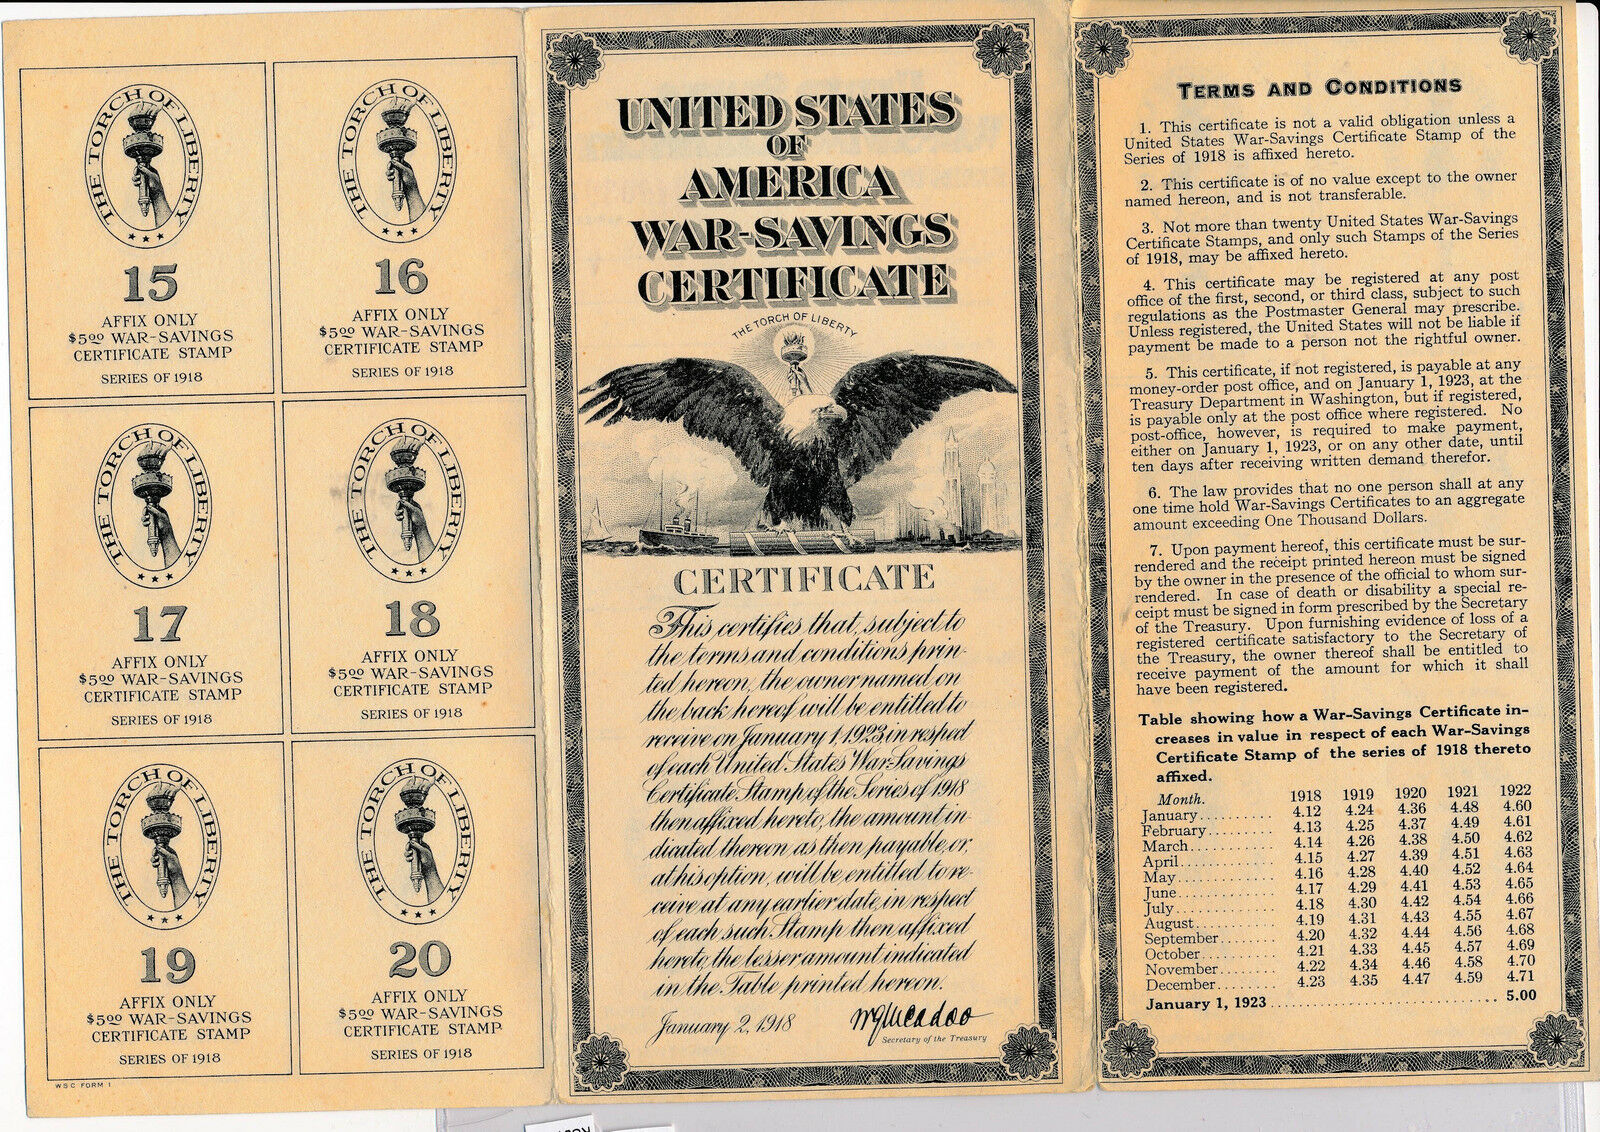 THE TORCH OF LIBERTY
15
AFFIX ONLY
$5.00 WAR-SAVINGS
CERTIFICATE STAMP
SERIES OF 1918
THE TORCH OF LIBERTY
16
AFFIX ONLY
$5.00 WAR-SAVINGS
CERTIFICATE STAMP
SERIES OF 1918
THE TORCH OF LIBERTY
17
AFFIX ONLY
$5.00 WAR-SAVINGS
CERTIFICATE STAMP
SERIES OF 1918
THE TORCH OF LIBERTY
18
AFFIX ONLY
$5.00 WAR-SAVINGS
CERTIFICATE STAMP
SERIES OF 1918
THE TORCH OF LIBERTY
19
AFFIX ONLY
$5.00 WAR-SAVINGS
CERTIFICATE STAMP
SERIES OF 1918
THE TORCH OF LIBERTY
20
AFFIX ONLY
$5.00 WAR-SAVINGS
CERTIFICATE STAMP
SERIES OF 1918
W S C FORM 1
UNITED STATES
OF
AMERICA
WAR-SAVINGS
CERTIFICATE
THE TORCH OF LIBERTY
CERTIFICATE
This certifies that, subject to
the terms and conditions prin-
ted hereon, the owner named on
the back hereof will be entitled to
receive on January 1, 1923 in respect
of each United States War-Savings
Certificate Stamp of the Series of 1918
then affixed hereto, the amount in-
dicated thereon as then payable, or,
at his option, will be entitled to re-
ceive at any earlier date, in respect
of each such Stamp then affixed
hereto, the lesser amount indicated
in the Table printed hereon.
January 2, 1918
W G McAdoo
Secretary of the Treasury
TERMS AND CONDITIONS
1. This certificate is not a valid obligation unless a
United States War-Savings Certificate Stamp of the
Series of 1918 is affixed hereto.
2. This certificate is of no value except to the owner
named hereon, and is not transferable.
3. Not more than twenty United States War-Savings
Certificate Stamps, and only such Stamps of the Series
of 1918, may be affixed hereto.
4. This certificate may be registered at any post
office of the first, second, or third class, subject to such
regulations as the Postmaster General may prescribe.
Unless registered, the United States will not be liable if
payment be made to a person not the rightful owner.
5. This certificate, if not registered, is payable at any
money-order post office, and on January 1, 1923, at the
Treasury Department in Washington, but if registered,
is payable only at the post office where registered. No
post-office, however, is required to make payment,
either on January 1, 1923, or on any other date, until
ten days after receiving written demand therefor.
6. The law provides that no one person shall at any
one time hold War-Savings Certificates to an aggregate
amount exceeding One Thousand Dollars.
7. Upon payment hereof, this certificate must be sur-
rendered and the receipt printed hereon must be signed
by the owner in the presence of the official to whom sur-
rendered. In case of death or disability a special re-
ceipt must be signed in form prescribed by the Secretary
of the Treasury. Upon furnishing evidence of loss of a
registered certificate satisfactory to the Secretary of
the Treasury, the owner thereof shall be entitled to
receive payment of the amount for which it shall
have been registered.
Table showing how a War-Savings Certificate in-
creases in value in respect of each War-Savings
Certificate Stamp of the series of 1918 thereto
affixed.
Month. 1918 1919 1920 1921 1922
January.......... 4.12 4.24 4.36 4.48 4.60
February......... 4.13 4.25 4.37 4.49 4.61
March............ 4.14 4.26 4.38 4.50 4.62
April............ 4.15 4.27 4.39 4.51 4.63
May.............. 4.16 4.28 4.40 4.52 4.64
June............. 4.17 4.29 4.41 4.53 4.65
July............. 4.18 4.30 4.42 4.54 4.66
August........... 4.19 4.31 4.43 4.55 4.67
September........ 4.20 4.32 4.44 4.56 4.68
October.......... 4.21 4.33 4.45 4.57 4.69
November......... 4.22 4.34 4.46 4.58 4.70
December......... 4.23 4.35 4.47 4.59 4.71
January 1, 1923.............................. 5.00